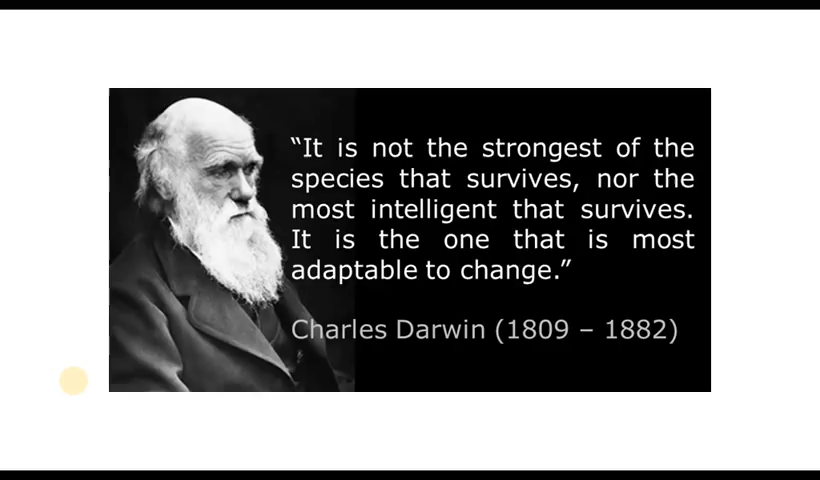 “It is not the strongest of the
species that survives, nor the
most intelligent that survives.
It is the one that is most
adaptable to change.”
Charles Darwin (1809 – 1882)